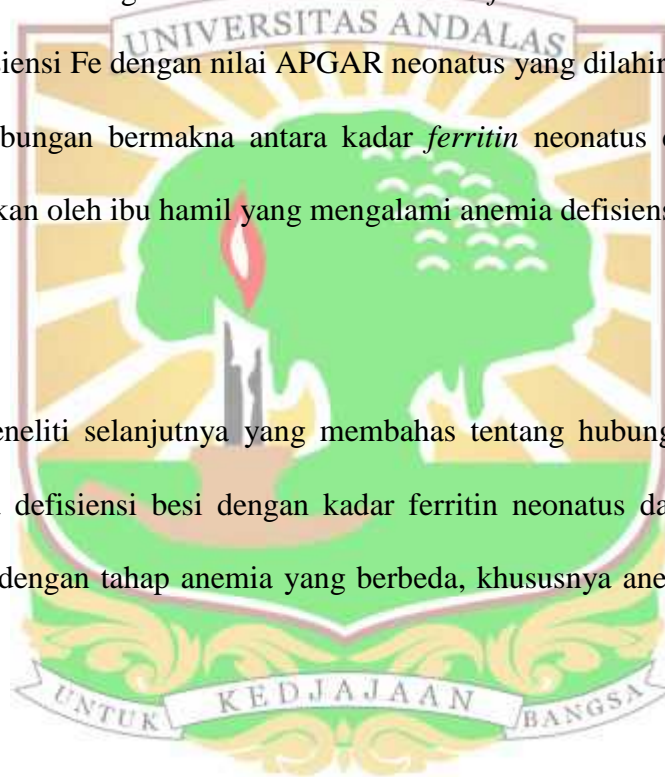 UNIVERSITAS ANDALAS
siensi Fe dengan nilai APGAR neonatus yang dilahir
bungan bermakna antara kadar ferritin neonatus
kan oleh ibu hamil yang mengalami anemia defisiens
eneliti selanjutnya yang membahas tentang hubung
defisiensi besi dengan kadar ferritin neonatus da
dengan tahap anemia yang berbeda, khususnya ane
UNTUK KEDJAJAAN BANGSA